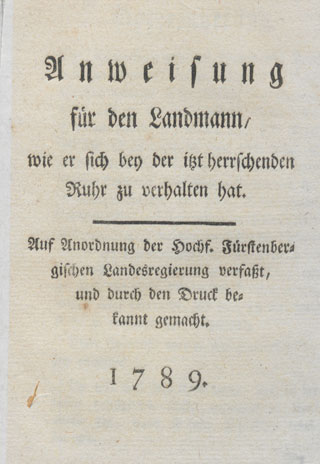 Anweisung
für den Landmann/
wie er sich bey der itzt herrschenden
Ruhr zu verhalten hat.
Auf Anordnung der Hochf. Fürstenber-
gischen Landesregierung verfaßt,
und durch den Druck be-
kannt gemacht.
1789.